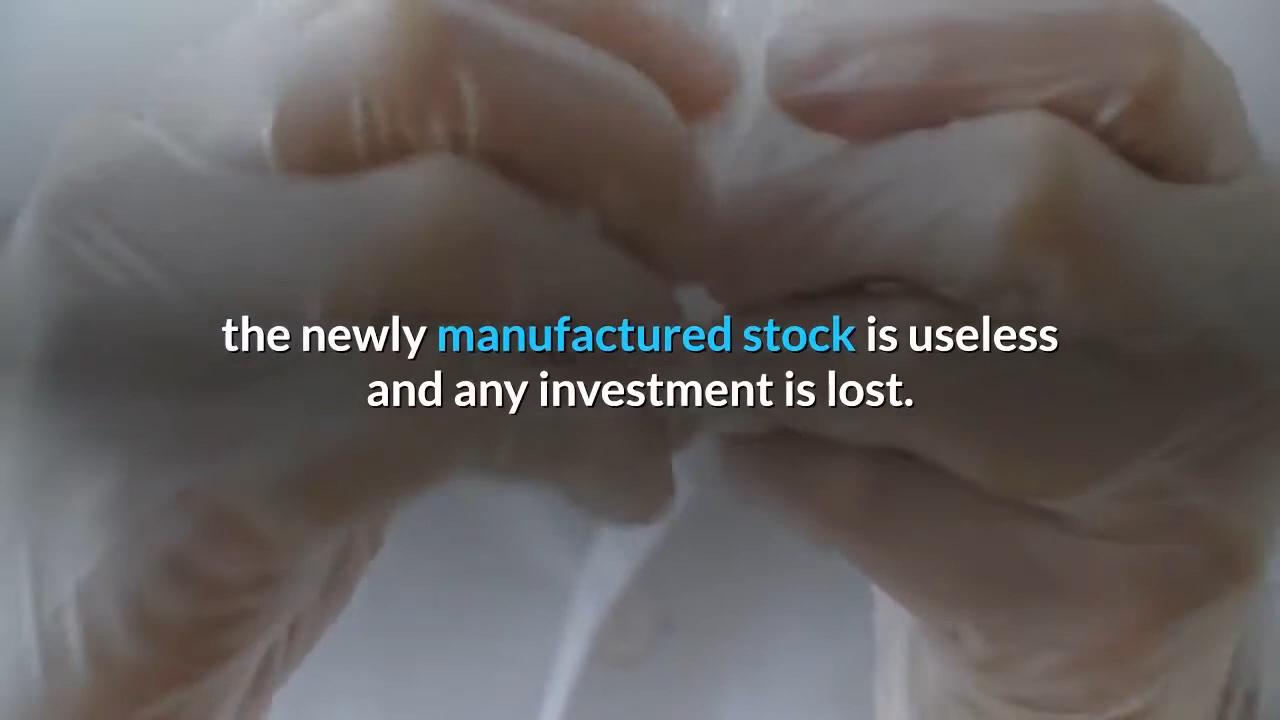 the newly manufactured stock is useless
and any investment is lost.